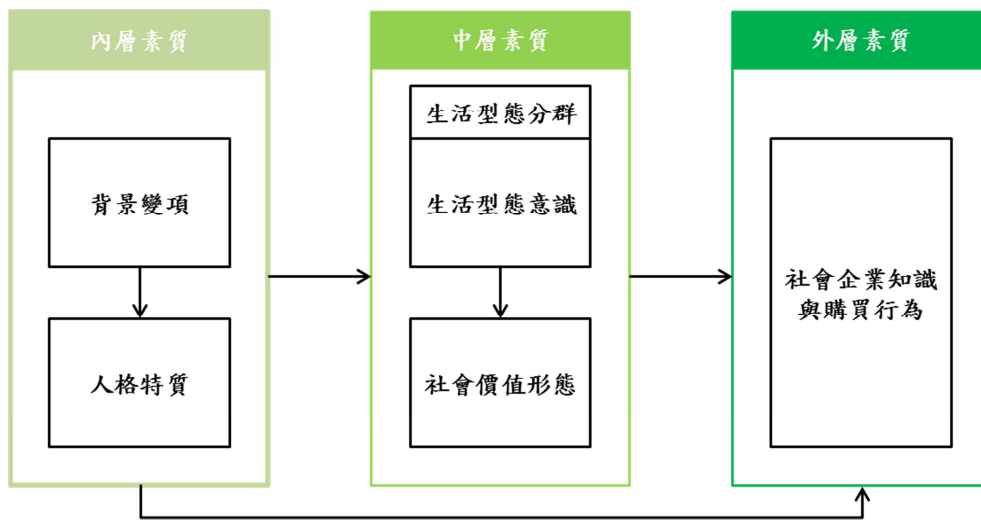 內層素質
中層素質
外層素質
背景變項
人格特質
生活型態分群
生活型態意識
社會價值形態
社會企業知識
與購買行為